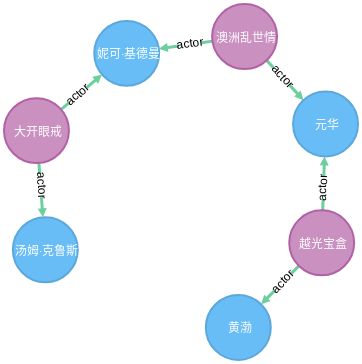 澳洲乱世情
妮可·基德曼
actor
actor
actor
元华
大开眼戒
actor
actor
汤姆·克鲁斯
越光宝盒
actor
黄渤